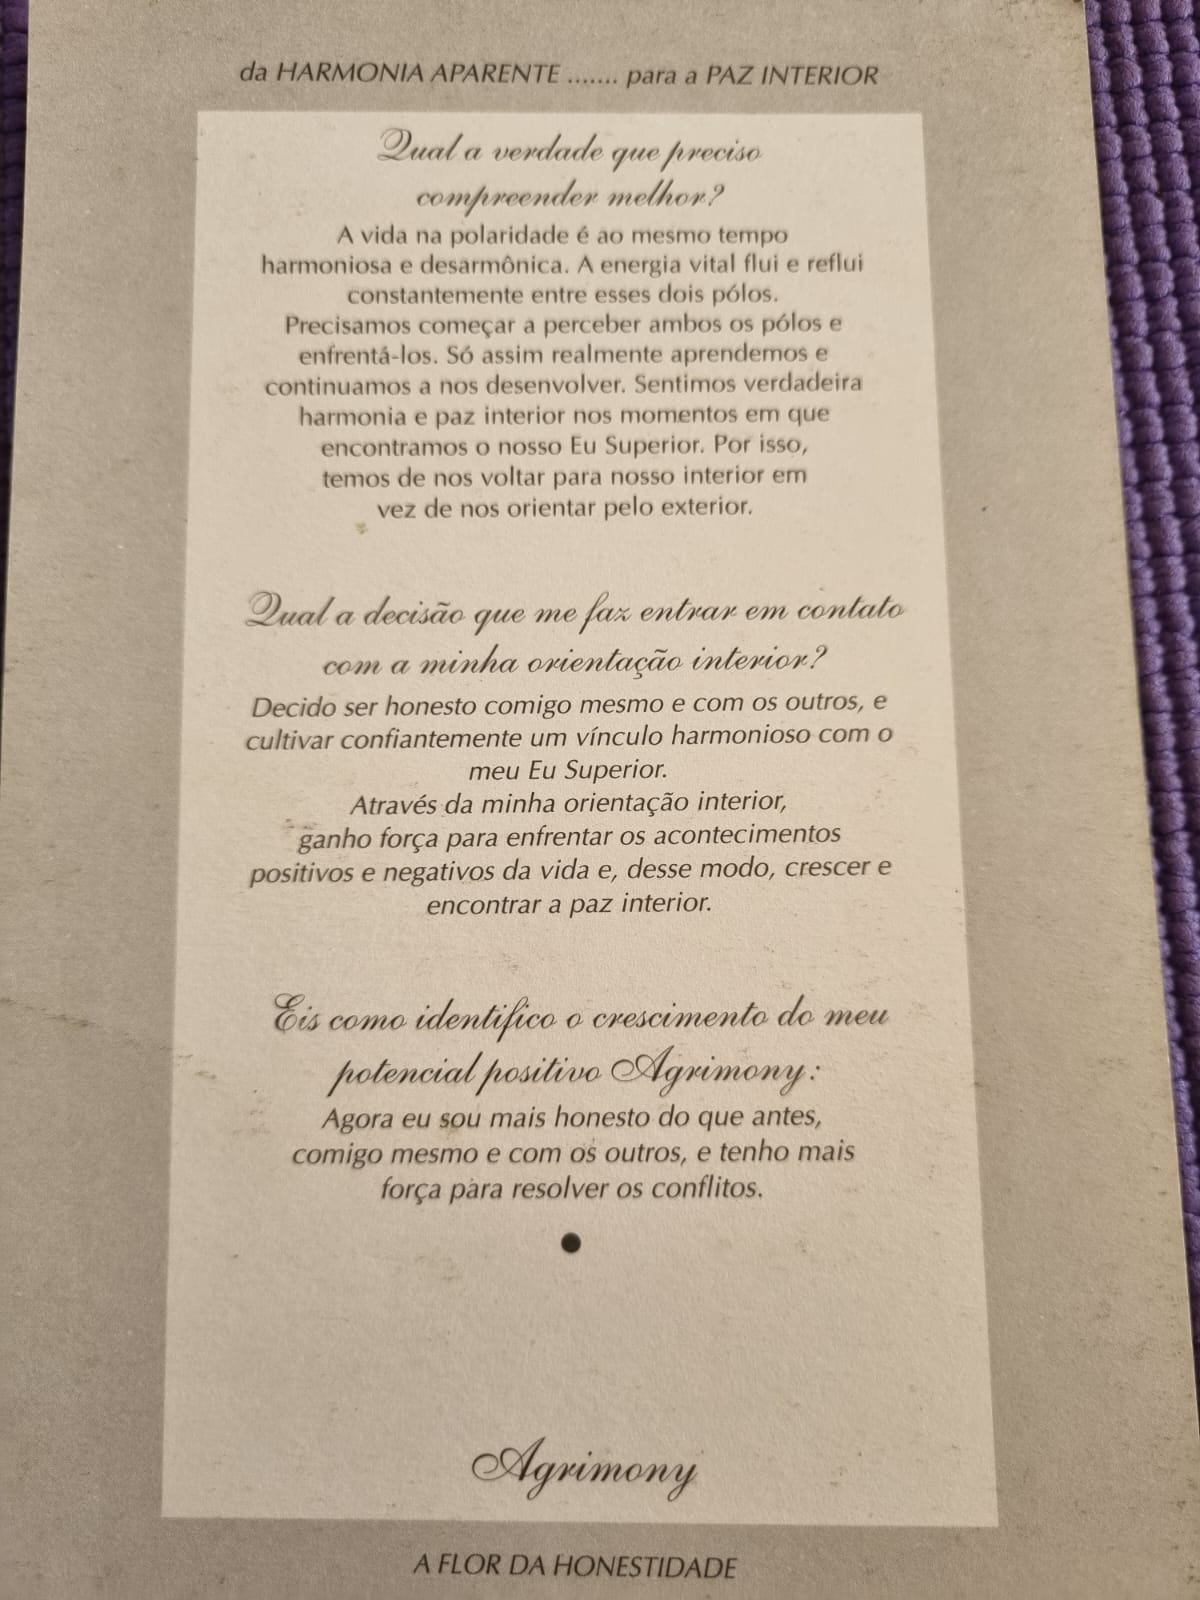 da HARMONIA APARENTE ....... para a PAZ INTERIOR
Qual a verdade que preciso
compreender melhor?
A vida na polaridade é ao mesmo tempo
harmoniosa e desarmônica. A energia vital flui e reflui
constantemente entre esses dois pólos.
Precisamos começar a perceber ambos os pólos e
enfrentá-los. Só assim realmente aprendemos e
continuamos a nos desenvolver. Sentimos verdadeira
harmonia e paz interior nos momentos em que
encontramos o nosso Eu Superior. Por isso,
temos de nos voltar para nosso interior em
vez de nos orientar pelo exterior.
Qual a decisão que me faz entrar em contato
com a minha orientação interior?
Decido ser honesto comigo mesmo e com os outros, e
cultivar confiantemente um vínculo harmonioso com o
meu Eu Superior.
Através da minha orientação interior,
ganho força para enfrentar os acontecimentos
positivos e negativos da vida e, desse modo, crescer e
encontrar a paz interior.
Eis como identifico o crescimento do meu
potencial positivo Agrimony:
Agora eu sou mais honesto do que antes,
comigo mesmo e com os outros, e tenho mais
força para resolver os conflitos.
●
Agrimony
A FLOR DA HONESTIDADE